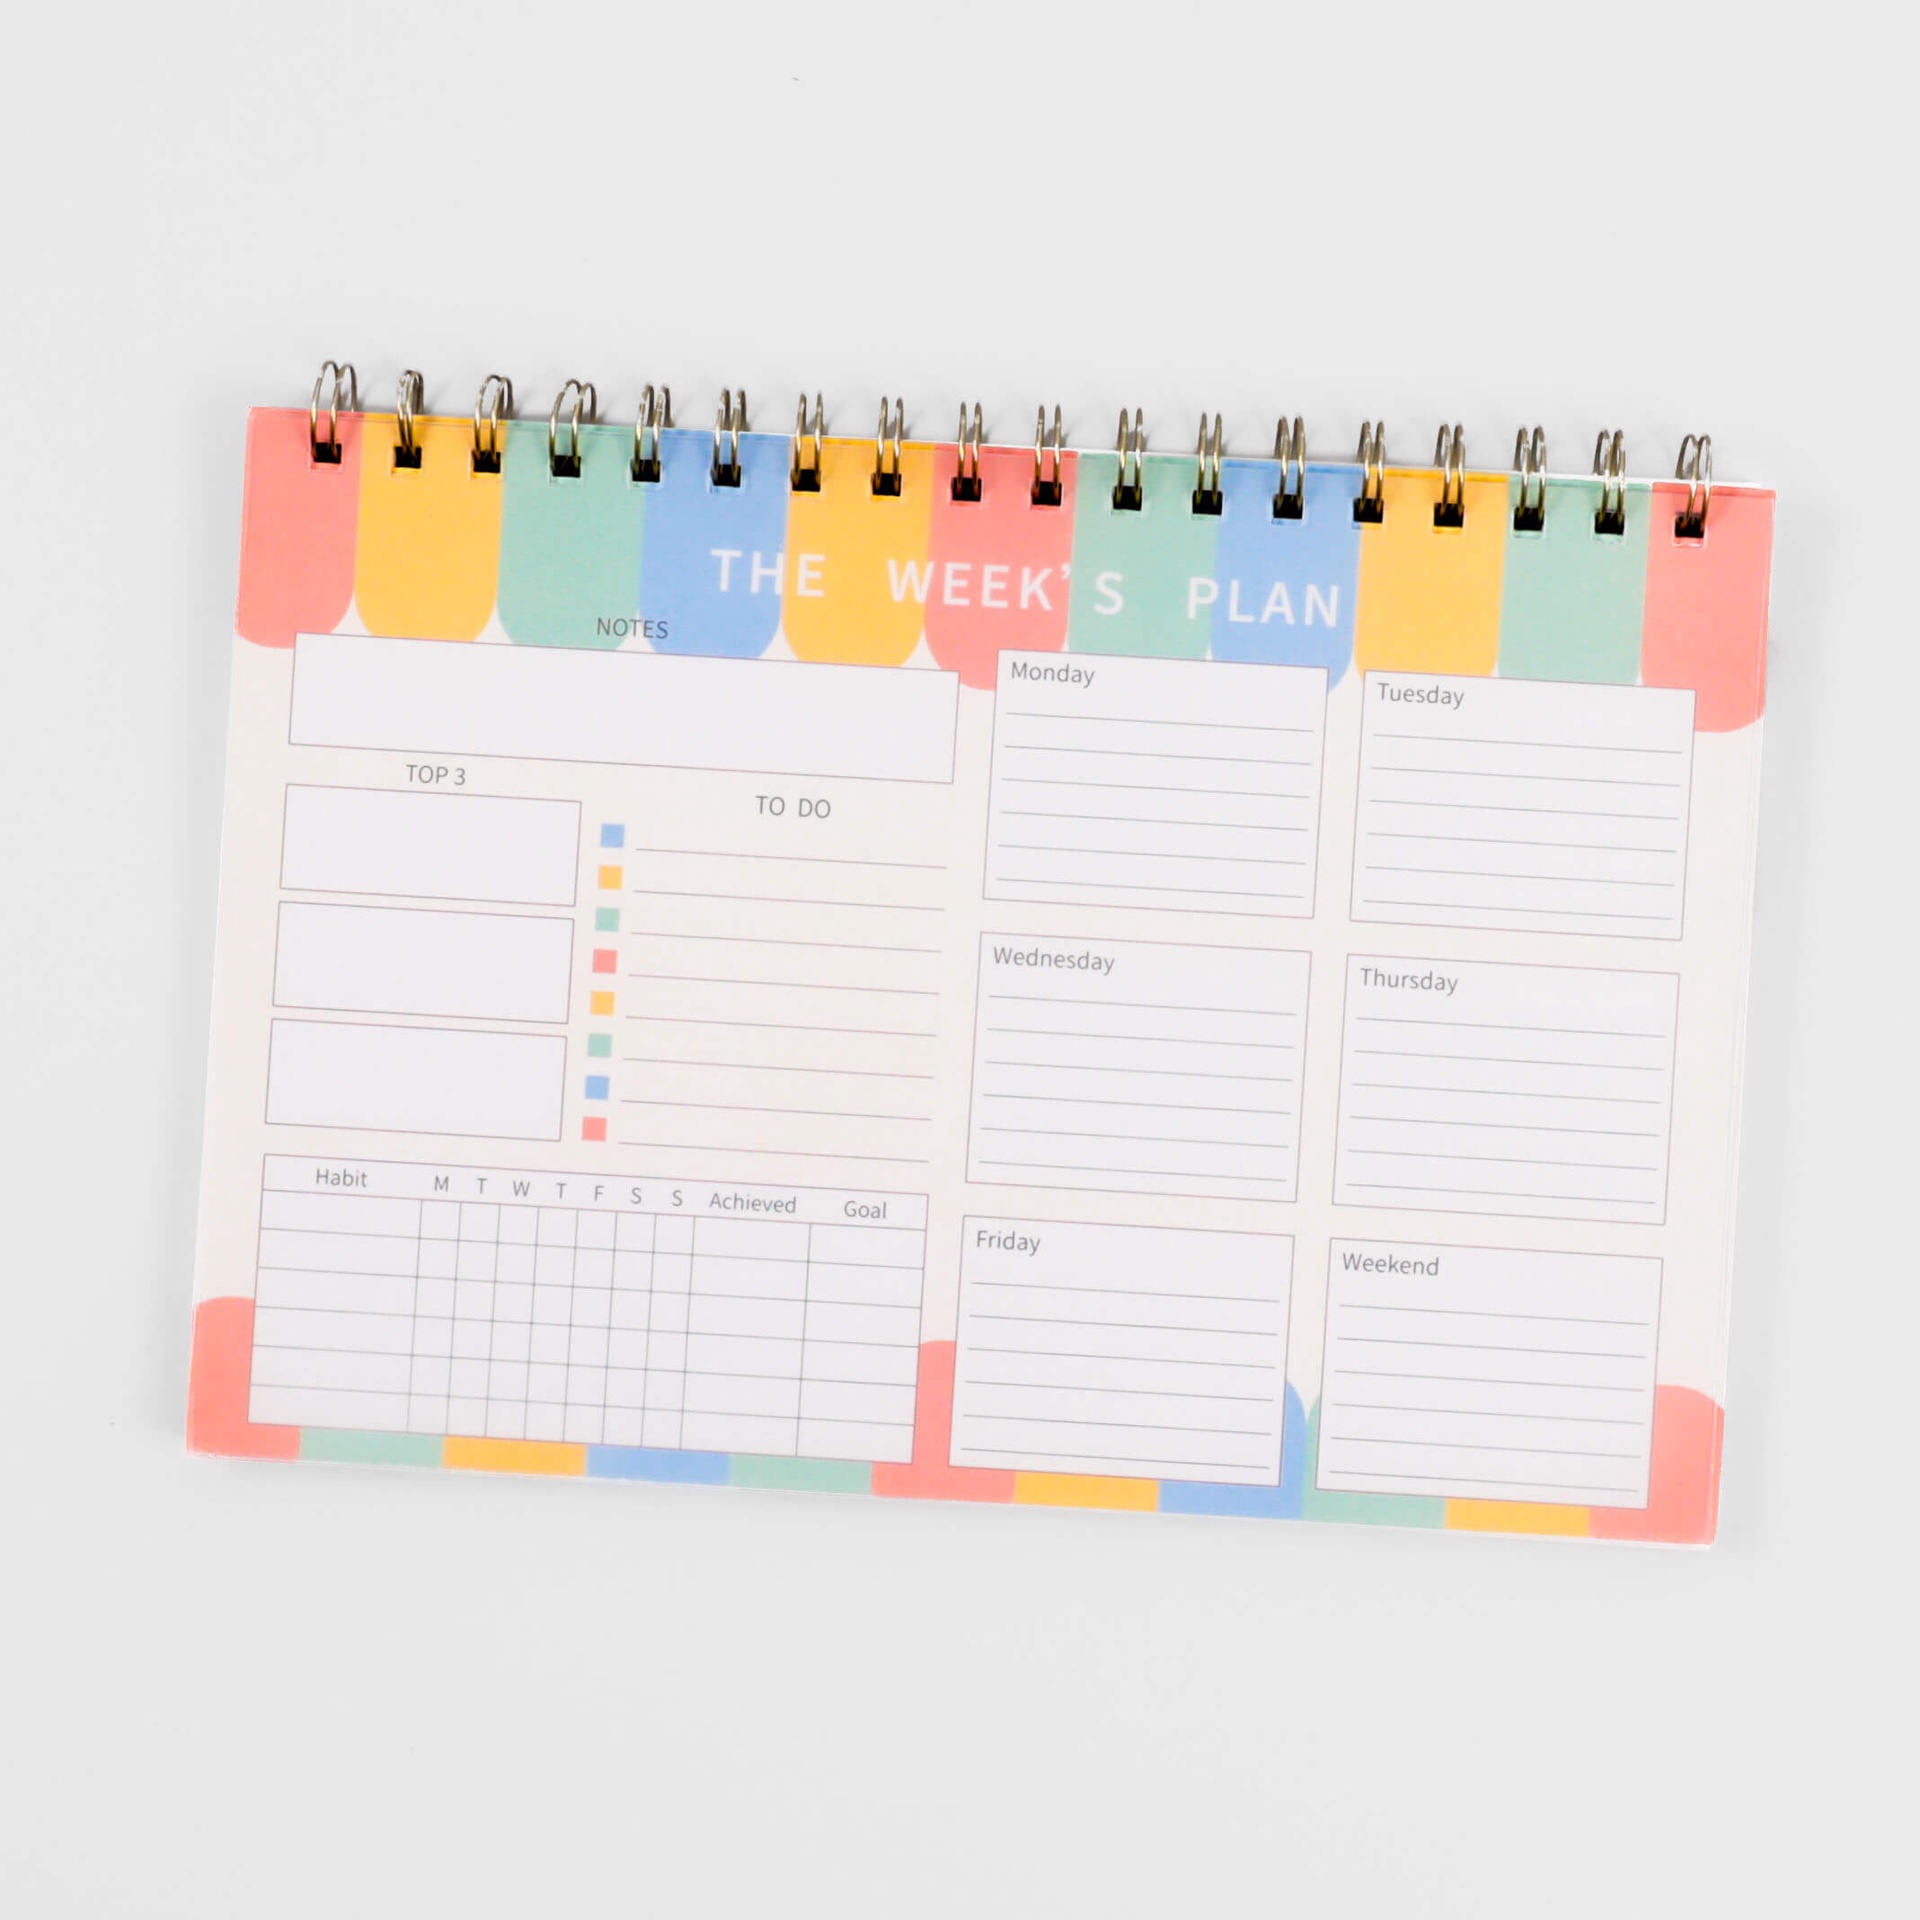 THE WEEK'S PLAN
NOTES
TOP 3
TO DO
Habit M T W T F S S Achieved Goal
Monday
Tuesday
Wednesday
Thursday
Friday
Weekend